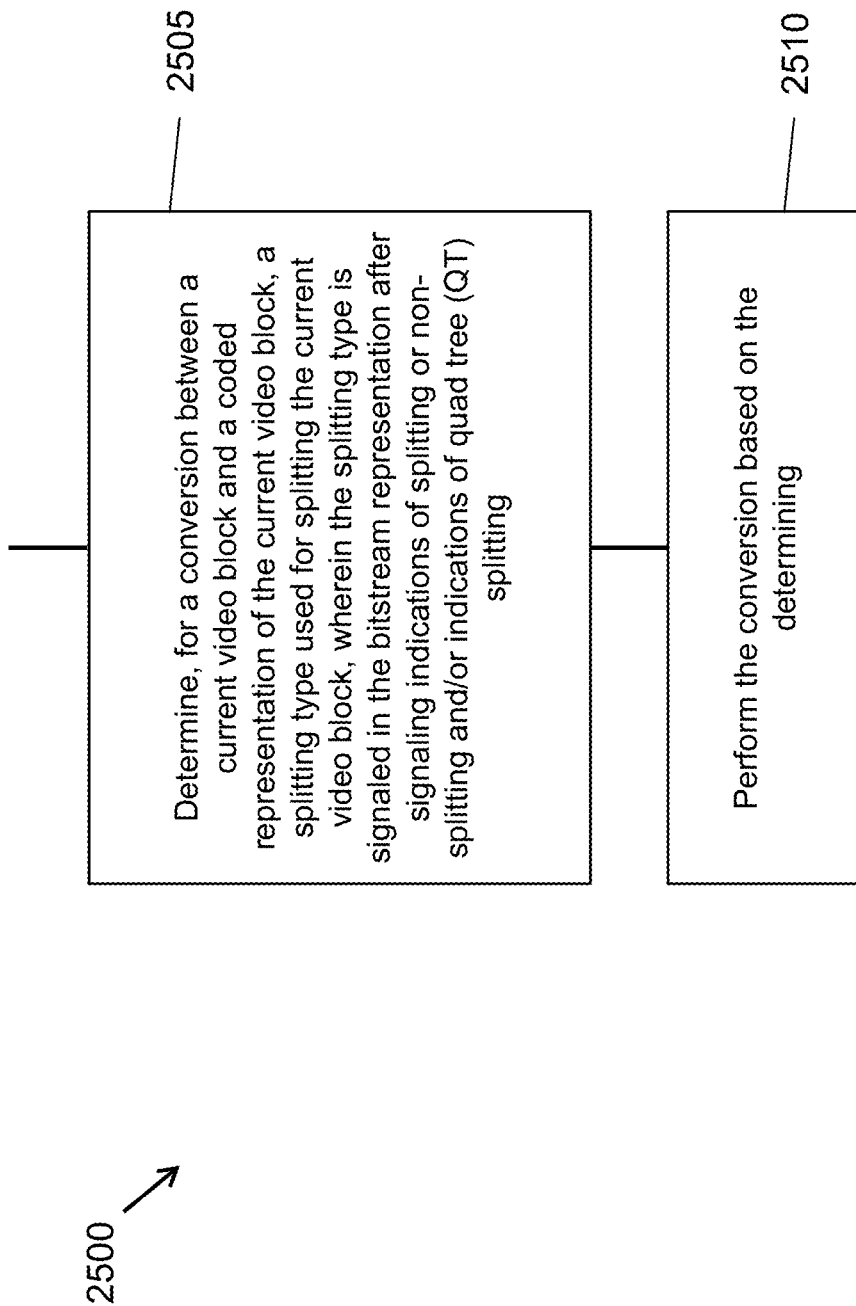 2500
Determine, for a conversion between a
current video block and a coded
representation of the current video block, a
splitting type used for splitting the current
video block, wherein the splitting type is
signaled in the bitstream representation after
signaling indications of splitting or non-
splitting and/or indications of quad tree (QT)
splitting
2505
Perform the conversion based on the
determining
2510